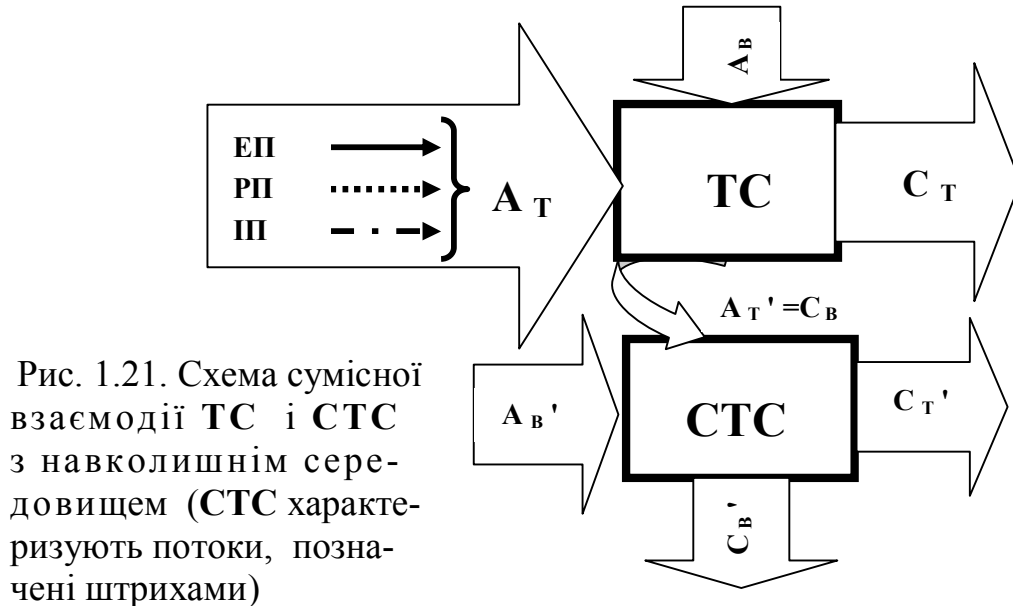 А В
ЕП
РП
ІП
А Т
ТС
С Т
А Т ' =С В
А В '
СТС
С Т '
С В '
Рис. 1.21. Схема сумісної
взаємодії ТС і СТС
з навколишнім сере-
довищем (СТС характе-
ризують потоки, позна-
чені штрихами)